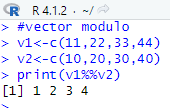 R 4.1.2 · ~/
> #vector modulo
> v1<-c(11,22,33,44)
> v2<-c(10,20,30,40)
> print(v1%%v2)
[1] 1 2 3 4
>